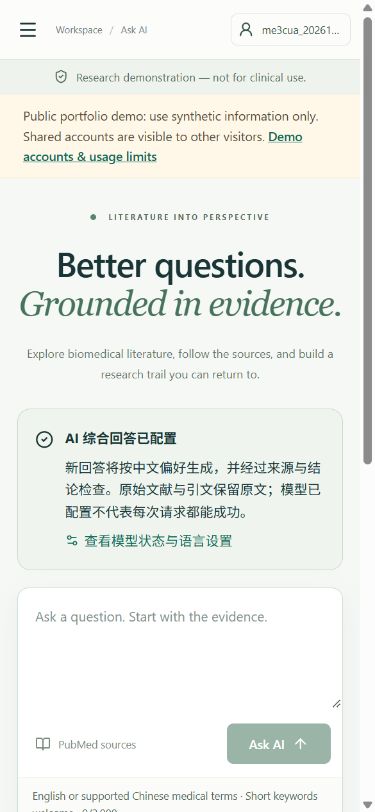 Workspace / Ask AI
me3cua_20261...
Research demonstration — not for clinical use.
Public portfolio demo: use synthetic information only.
Shared accounts are visible to other visitors. Demo
accounts & usage limits
LITERATURE INTO PERSPECTIVE
Better questions.
Grounded in evidence.
Explore biomedical literature, follow the sources, and build a
research trail you can return to.
AI 综合回答已配置
新回答将按中文偏好生成，并经过来源与结
论检查。原始文献与引文保留原文；模型已
配置不代表每次请求都能成功。
查看模型状态与语言设置
Ask a question. Start with the evidence.
PubMed sources
Ask AI
English or supported Chinese medical terms · Short keywords
welcome · 0/2,000